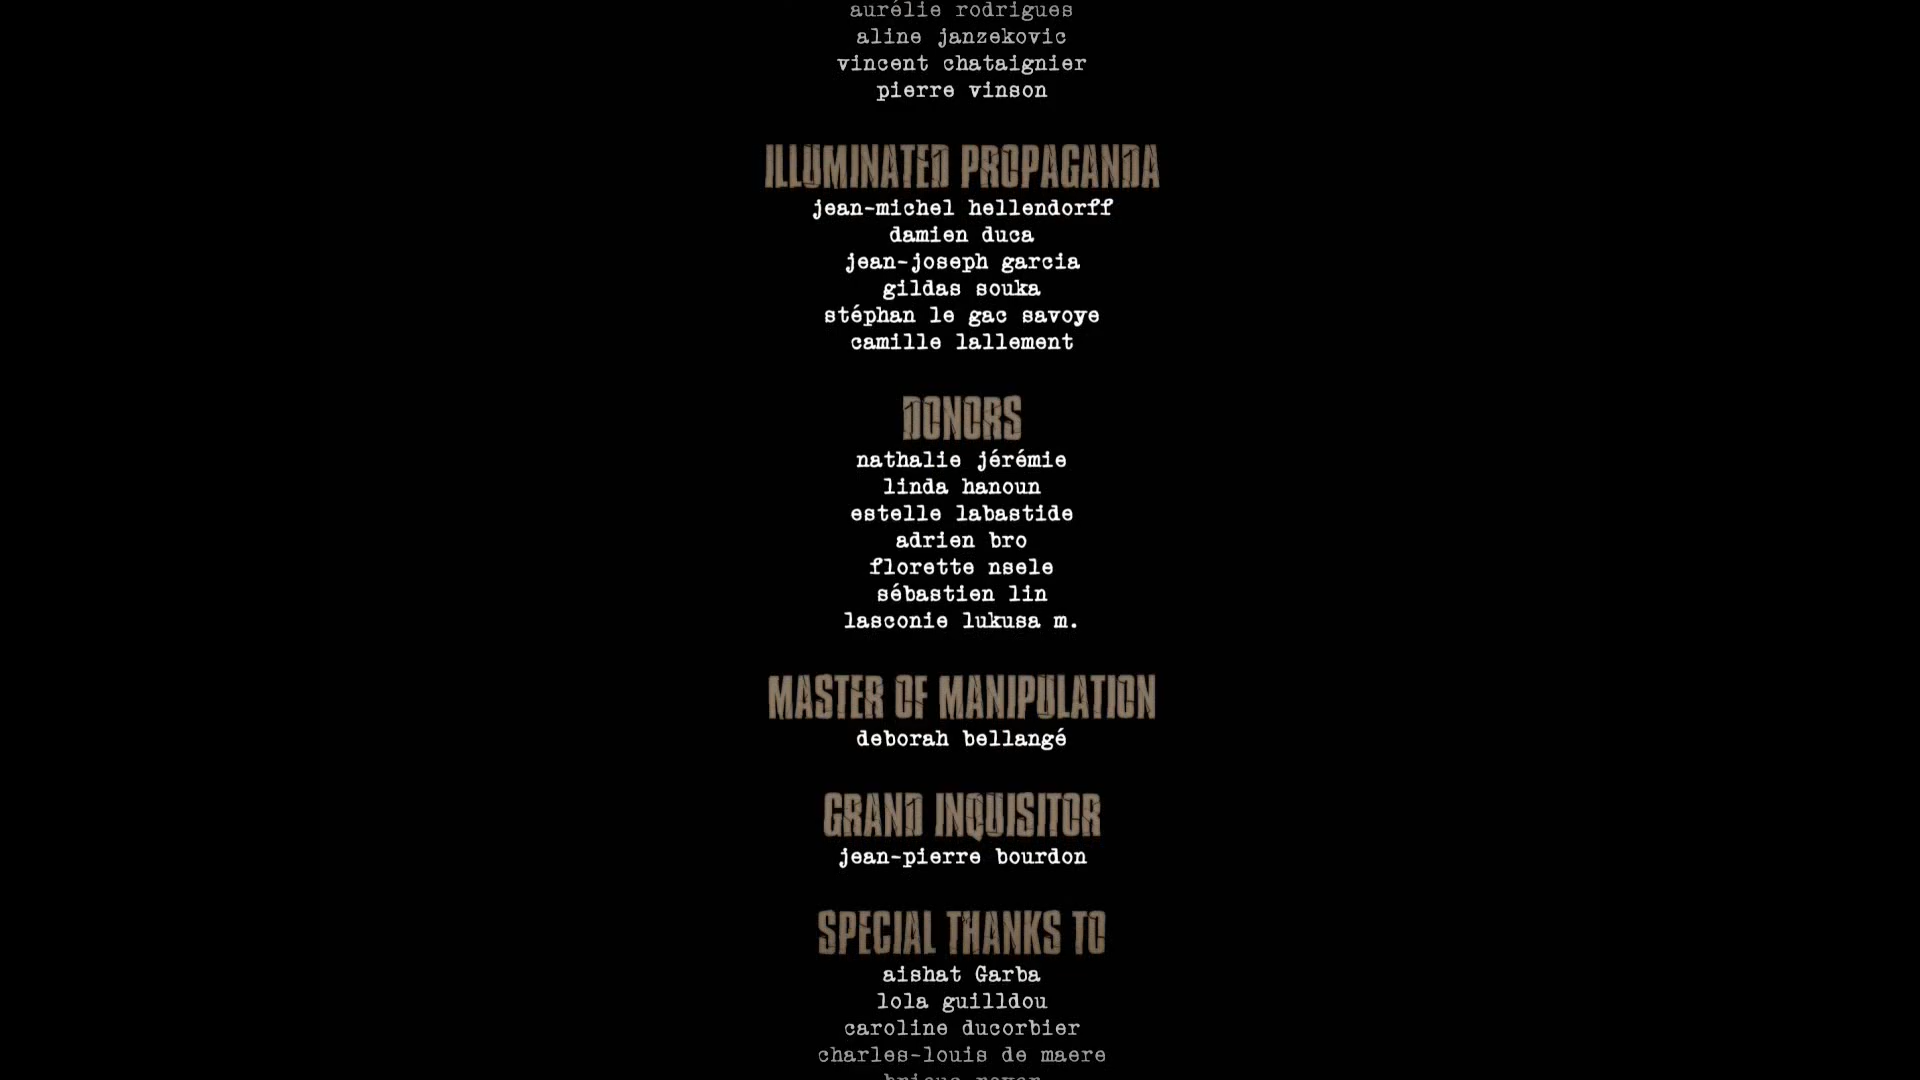 aurélie rodrigues
aline janzekovic
vincent chataignier
pierre vinson
ILLUMINATED PROPAGANDA
jean-michel hellendorff
damien duca
jean-joseph garcia
gildas souka
stéphan le gac savoye
camille lallement
DONORS
nathalie jérémie
linda hanoun
estelle labastide
adrien bro
florette nsele
sébastien lin
lasconie lukusa m.
MASTER OF MANIPULATION
deborah bellangé
GRAND INQUISITOR
jean-pierre bourdon
SPECIAL THANKS TO
aishat Garba
lola guilldou
caroline ducorbier
charles-louis de maere